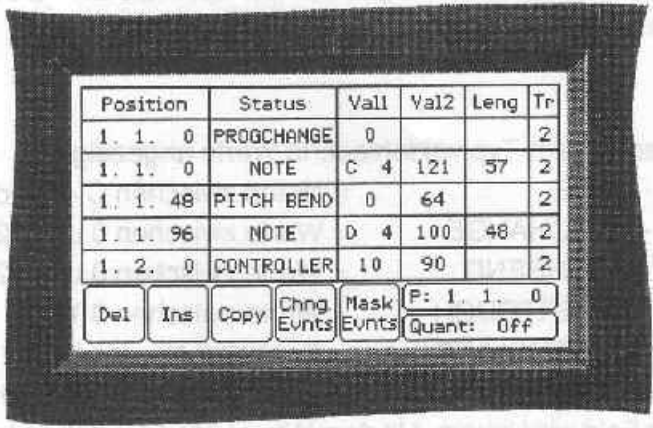 Position Status Val1 Val2 Leng Tr
1. 1. 0 PROGCHANGE 0 2
1. 1. 0 NOTE C 4 121 57 2
1. 1. 48 PITCH BEND 0 64 2
1. 1. 96 NOTE D 4 100 48 2
1. 2. 0 CONTROLLER 10 90 2
Del Ins Copy Chng Evnts Mask Evnts P: 1. 1. 0
Quant: Off